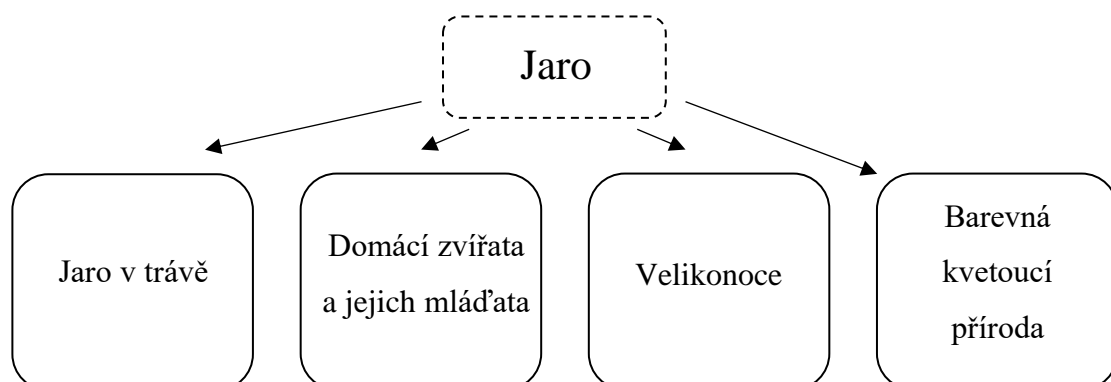 Jaro
Jaro v trávě
Domácí zvířata
a jejich mláďata
Velikonoce
Barevná
kvetoucí
příroda